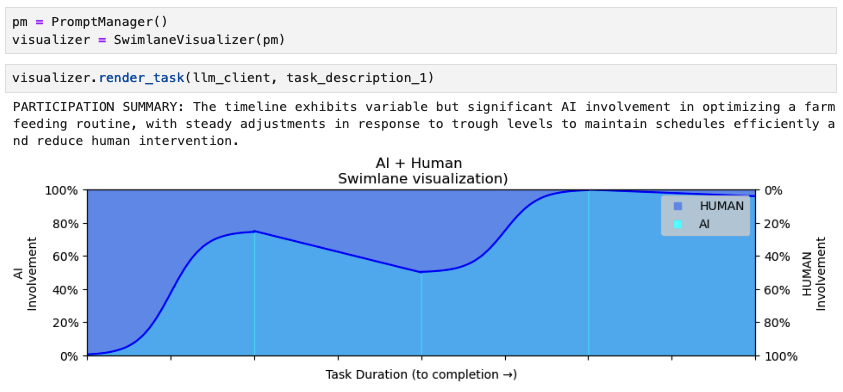 pm = PromptManager()
visualizer = SwimlaneVisualizer(pm)
visualizer.render_task(llm_client, task_description_1)
PARTICIPATION SUMMARY: The timeline exhibits variable but significant AI involvement in optimizing a farm
feeding routine, with steady adjustments in response to trough levels to maintain schedules efficiently a
nd reduce human intervention.
AI + Human
Swimlane visualization)
100%
80%
60%
40%
20%
0%
AI
Involvement
0%
20%
40%
60%
80%
100%
HUMAN
Involvement
HUMAN
AI
Task Duration (to completion →)